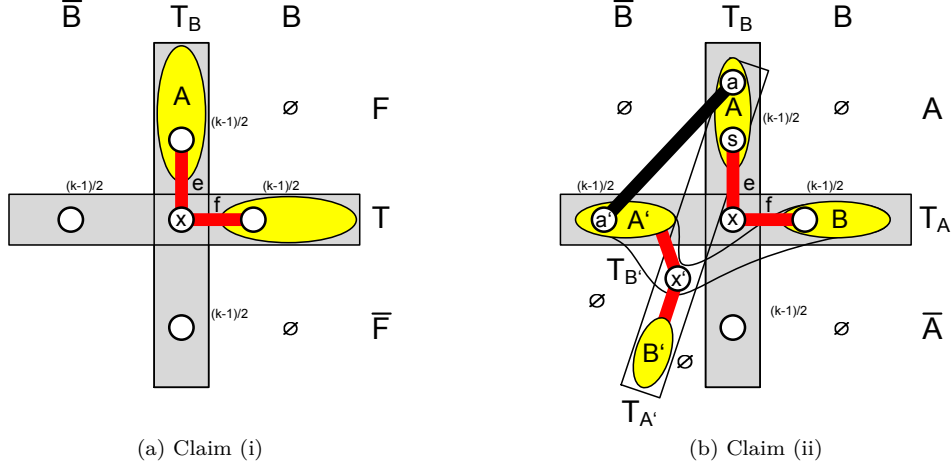 B̅ T_B B
B̅ T_B B
A
(k-1)/2
∅
F
e
(k-1)/2
f
(k-1)/2
x
T
(k-1)/2
∅
F̅
∅
a
A
(k-1)/2
∅
A
s
e
(k-1)/2
f
(k-1)/2
a'
A'
x
B
T_A
T_B'
x'
∅
(k-1)/2
∅
A̅
B'
∅
T_A'
(a) Claim (i)
(b) Claim (ii)